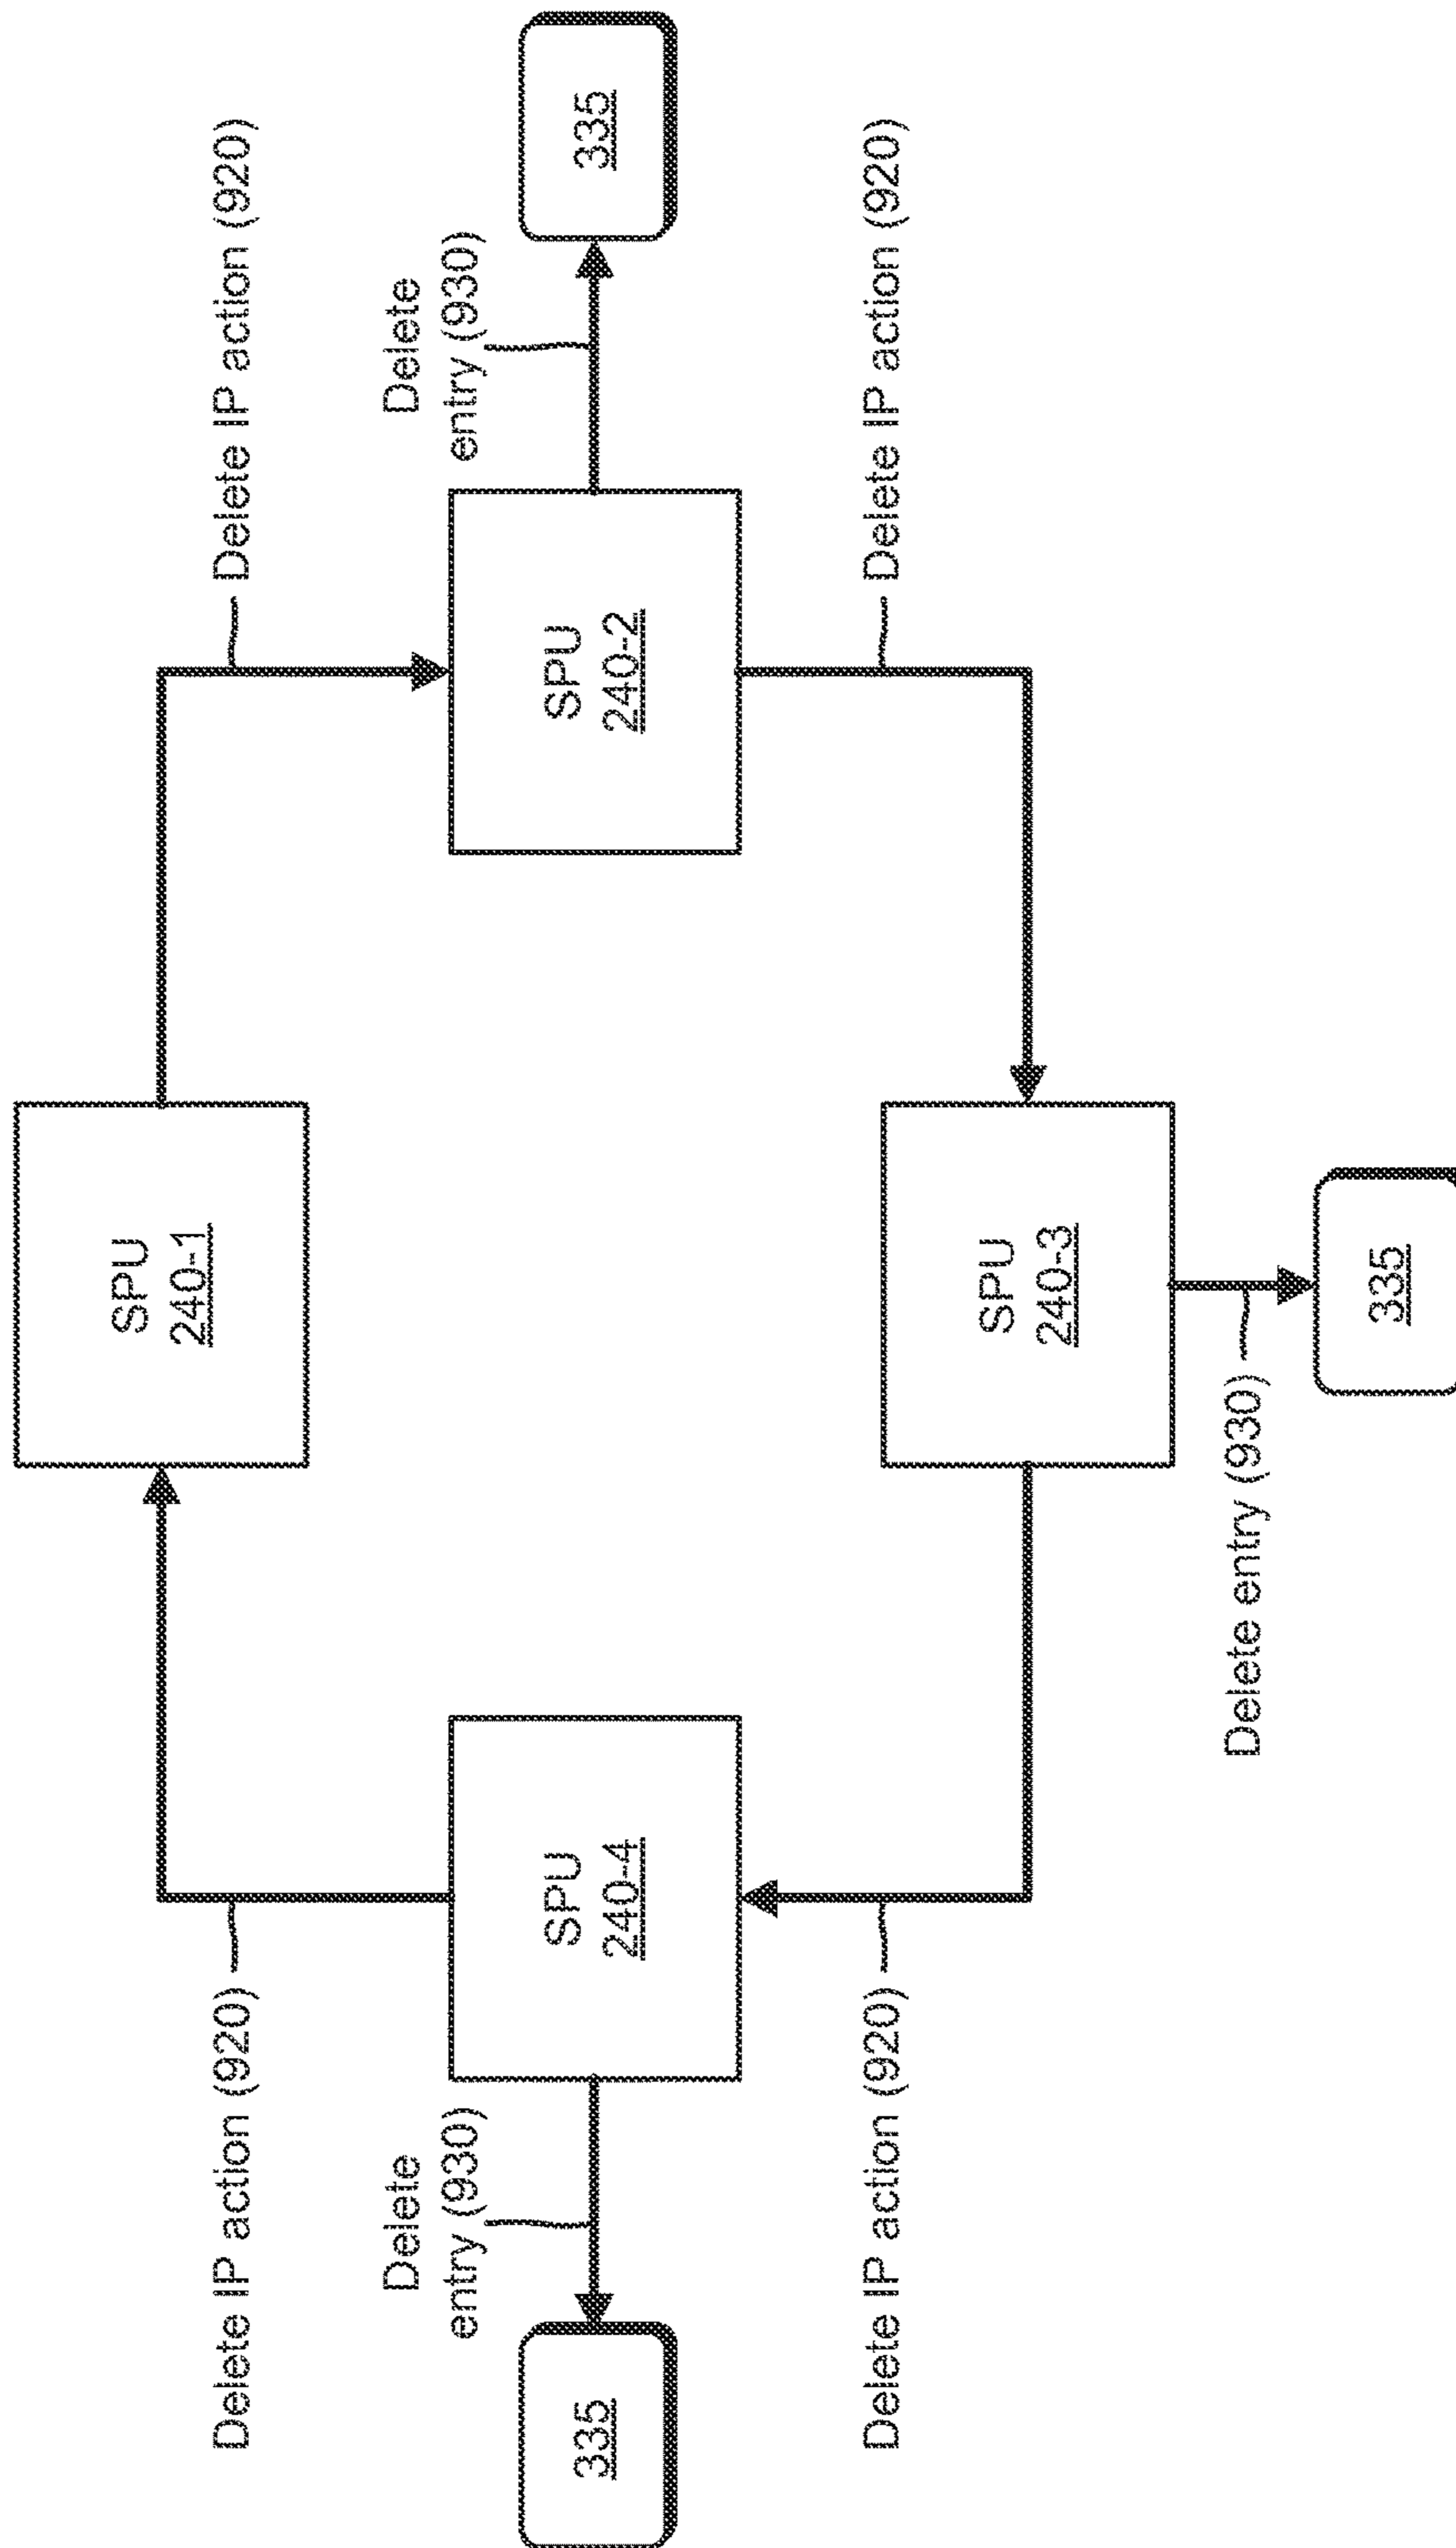 SPU
240-1
Delete IP action (920)
Delete IP action (920)
Delete
entry (930)
Delete
entry (930)
335
SPU
240-4
SPU
240-2
335
Delete IP action (920)
Delete IP action (920)
SPU
240-3
Delete entry (930)
335